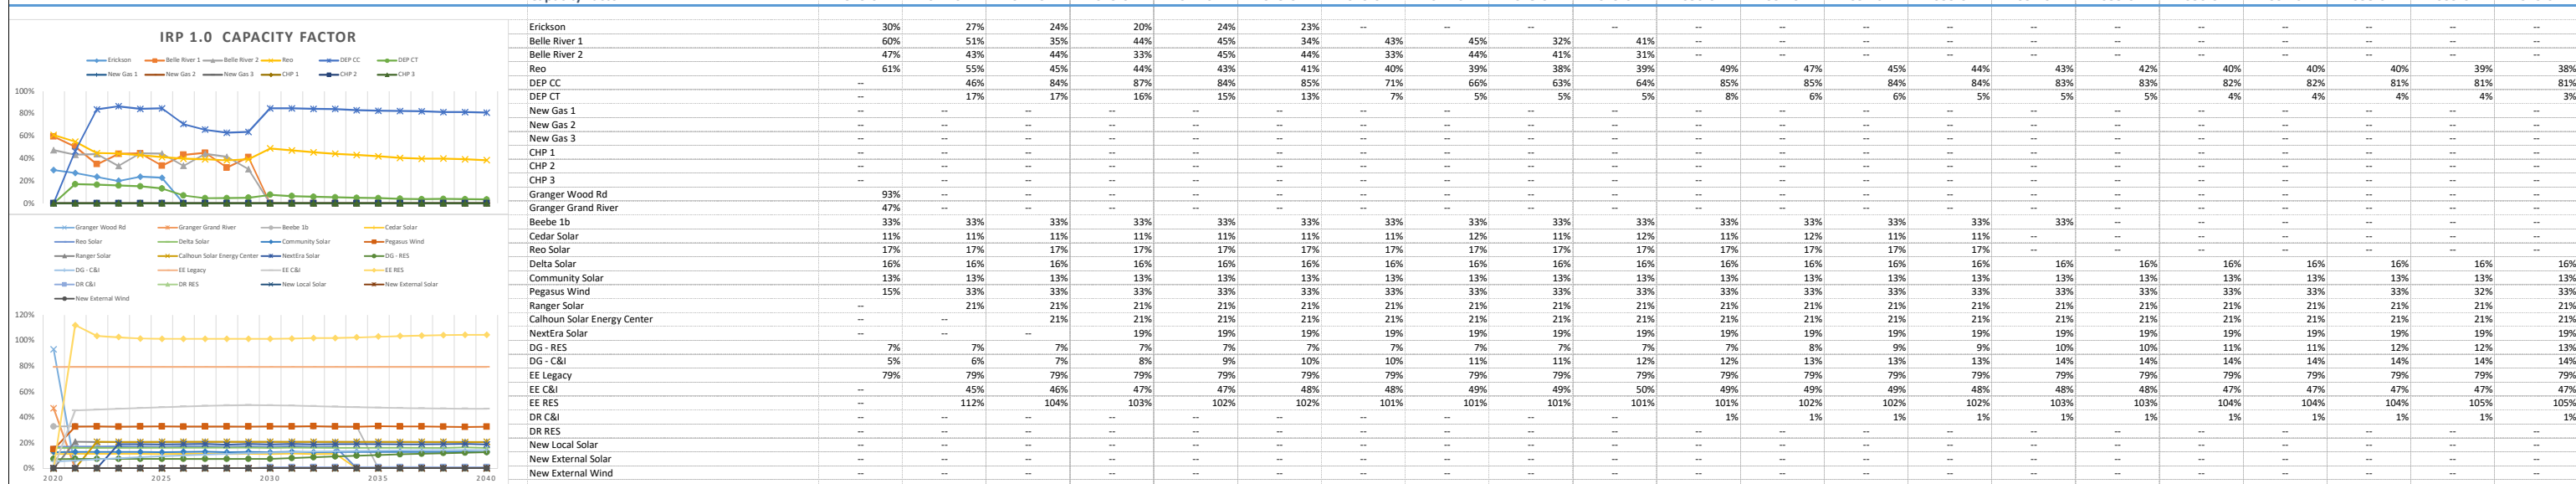 IRP 1.0 CAPACITY FACTOR
Erickson Belle River 1 Belle River 2 Reo DEP CC DEP CT
New Gas 1 New Gas 2 New Gas 3 CHP 1 CHP 2 CHP 3
100%
80%
60%
40%
20%
0%
Granger Wood Rd Granger Grand River Beebe 1b Cedar Solar
Reo Solar Delta Solar Community Solar Pegasus Wind
Ranger Solar Calhoun Solar Energy Center NextEra Solar DG - RES
DG - C&I EE Legacy EE C&I EE RES
DR C&I DR RES New Local Solar New External Solar
New External Wind
120%
100%
80%
60%
40%
20%
0%
2020 2025 2030 2035 2040
Erickson 30% 27% 24% 20% 24% 23% -- -- -- -- -- -- -- -- -- -- -- -- -- -- --
Belle River 1 60% 51% 35% 44% 45% 34% 43% 45% 32% 41% -- -- -- -- -- -- -- -- -- -- --
Belle River 2 47% 43% 44% 33% 45% 44% 33% 44% 41% 31% -- -- -- -- -- -- -- -- -- -- --
Reo 61% 55% 45% 44% 43% 41% 40% 39% 38% 39% 49% 47% 45% 44% 43% 42% 40% 40% 40% 39% 38%
DEP CC -- 46% 84% 87% 84% 85% 71% 66% 63% 64% 85% 85% 84% 84% 83% 83% 82% 82% 81% 81% 81%
DEP CT -- 17% 17% 16% 15% 13% 7% 5% 5% 5% 8% 6% 6% 5% 5% 5% 4% 4% 4% 4% 3%
New Gas 1 -- -- -- -- -- -- -- -- -- -- -- -- -- -- -- -- -- -- -- -- --
New Gas 2 -- -- -- -- -- -- -- -- -- -- -- -- -- -- -- -- -- -- -- -- --
New Gas 3 -- -- -- -- -- -- -- -- -- -- -- -- -- -- -- -- -- -- -- -- --
CHP 1 -- -- -- -- -- -- -- -- -- -- -- -- -- -- -- -- -- -- -- -- --
CHP 2 -- -- -- -- -- -- -- -- -- -- -- -- -- -- -- -- -- -- -- -- --
CHP 3 -- -- -- -- -- -- -- -- -- -- -- -- -- -- -- -- -- -- -- -- --
Granger Wood Rd 93% -- -- -- -- -- -- -- -- -- -- -- -- -- -- -- -- -- -- -- --
Granger Grand River 47% -- -- -- -- -- -- -- -- -- -- -- -- -- -- -- -- -- -- -- --
Beebe 1b 33% 33% 33% 33% 33% 33% 33% 33% 33% 33% 33% 33% 33% 33% 33% -- -- -- -- -- --
Cedar Solar 11% 11% 11% 11% 11% 11% 11% 12% 11% 12% 11% 12% 11% 11% -- -- -- -- -- -- --
Reo Solar 17% 17% 17% 17% 17% 17% 17% 17% 17% 17% 17% 17% 17% 17% -- -- -- -- -- -- --
Delta Solar 16% 16% 16% 16% 16% 16% 16% 16% 16% 16% 16% 16% 16% 16% 16% 16% 16% 16% 16% 16% 16%
Community Solar 13% 13% 13% 13% 13% 13% 13% 13% 13% 13% 13% 13% 13% 13% 13% 13% 13% 13% 13% 13% 13%
Pegasus Wind 15% 33% 33% 33% 33% 33% 33% 33% 33% 33% 33% 33% 33% 33% 33% 33% 33% 33% 33% 32% 33%
Ranger Solar -- 21% 21% 21% 21% 21% 21% 21% 21% 21% 21% 21% 21% 21% 21% 21% 21% 21% 21% 21% 21%
Calhoun Solar Energy Center -- -- 21% 21% 21% 21% 21% 21% 21% 21% 21% 21% 21% 21% 21% 21% 21% 21% 21% 21% 21%
NextEra Solar -- -- -- 19% 19% 19% 19% 19% 19% 19% 19% 19% 19% 19% 19% 19% 19% 19% 19% 19% 19%
DG - RES 7% 7% 7% 7% 7% 7% 7% 7% 7% 7% 7% 8% 9% 9% 10% 10% 11% 11% 12% 12% 13%
DG - C&I 5% 6% 7% 8% 9% 10% 10% 11% 11% 12% 12% 13% 13% 13% 14% 14% 14% 14% 14% 14% 14%
EE Legacy 79% 79% 79% 79% 79% 79% 79% 79% 79% 79% 79% 79% 79% 79% 79% 79% 79% 79% 79% 79% 79%
EE C&I -- 45% 46% 47% 47% 48% 48% 49% 49% 50% 49% 49% 49% 48% 48% 48% 47% 47% 47% 47% 47%
EE RES -- 112% 104% 103% 102% 102% 101% 101% 101% 101% 101% 102% 102% 102% 103% 103% 104% 104% 104% 105% 105%
DR C&I -- -- -- -- -- -- -- -- -- -- 1% 1% 1% 1% 1% 1% 1% 1% 1% 1% 1%
DR RES -- -- -- -- -- -- -- -- -- -- -- -- -- -- -- -- -- -- -- -- --
New Local Solar -- -- -- -- -- -- -- -- -- -- -- -- -- -- -- -- -- -- -- -- --
New External Solar -- -- -- -- -- -- -- -- -- -- -- -- -- -- -- -- -- -- -- -- --
New External Wind -- -- -- -- -- -- -- -- -- -- -- -- -- -- -- -- -- -- -- -- --